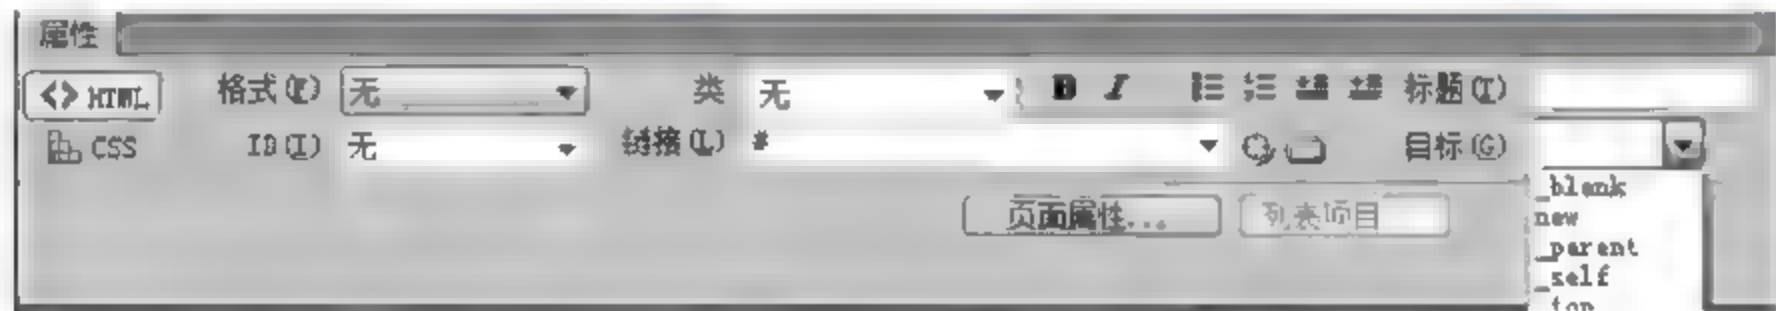 属性
<> HTML 格式(F) 无 类 无 B I 标题(T)
CSS ID(I) 无 链接(L) # 目标(G)
_blank
页面属性... 列表项目
new
_parent
_self
_top